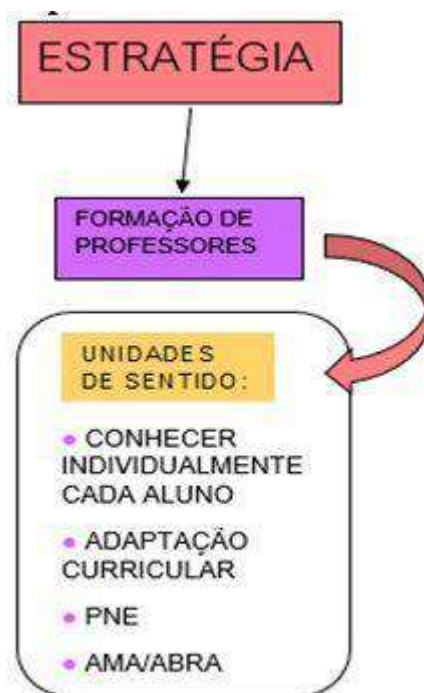 ESTRATÉGIA
FORMAÇÃO DE
PROFESSORES
UNIDADES
DE SENTIDO:
• CONHECER
INDIVIDUALMENTE
CADA ALUNO
• ADAPTAÇÃO
CURRICULAR
• PNE
• AMA/ABRA